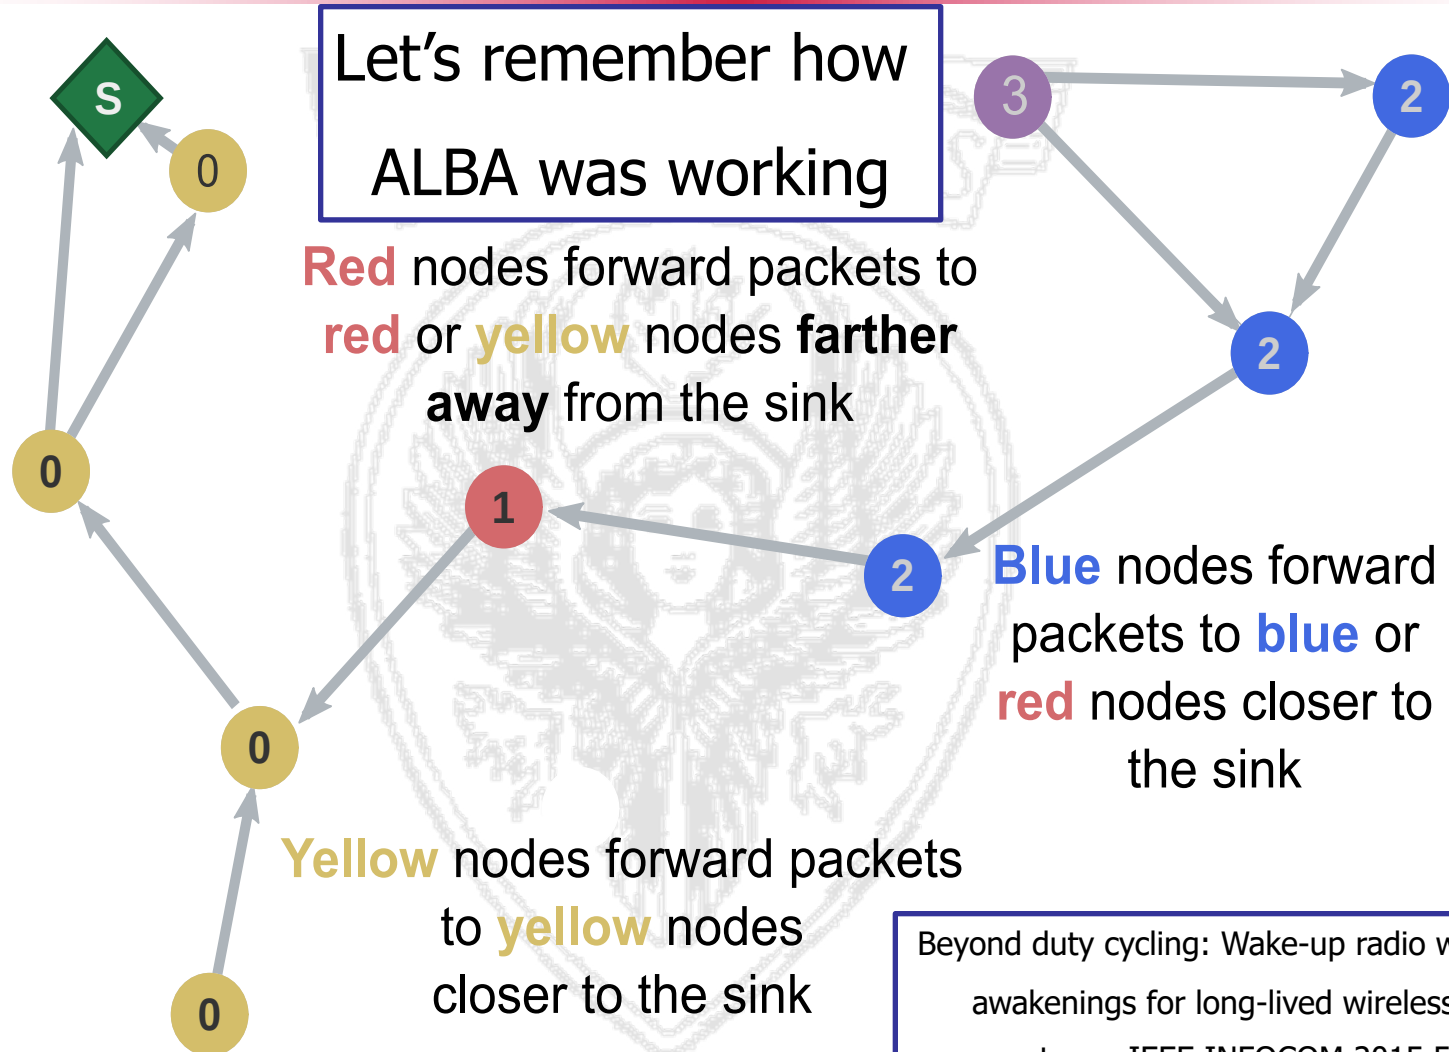 Let's remember how
ALBA was working
S
0
3
2
Red nodes forward packets to
red or yellow nodes farther
away from the sink
2
0
1
2
Blue nodes forward
packets to blue or
red nodes closer to
the sink
0
Yellow nodes forward packets
to yellow nodes
closer to the sink
0
Beyond duty cycling: Wake-up radio
awakenings for long-lived wireless
IEEE INFOCOM 2015